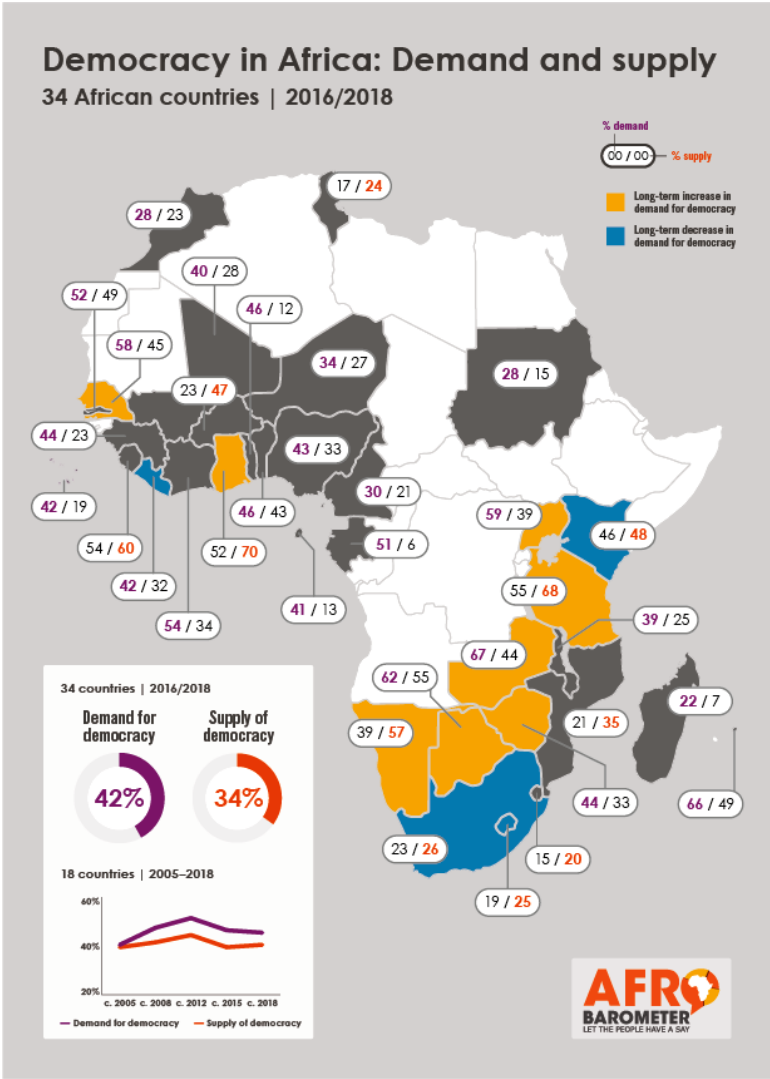 Democracy in Africa: Demand and supply
34 African countries | 2016/2018
% demand
00 / 00
% supply
Long-term increase in
demand for democracy
Long-term decrease in
demand for democracy
17 / 24
28 / 23
40 / 28
52 / 49
46 / 12
58 / 45
34 / 27
28 / 15
23 / 47
44 / 23
43 / 33
30 / 21
42 / 19
46 / 43
59 / 39
46 / 48
54 / 60
52 / 70
51 / 6
42 / 32
55 / 68
41 / 13
54 / 34
39 / 25
67 / 44
62 / 55
22 / 7
39 / 57
21 / 35
44 / 33
66 / 49
23 / 26
15 / 20
19 / 25
34 countries | 2016/2018
Demand for
democracy
Supply of
democracy
42%
34%
18 countries | 2005–2018
60%
40%
20%
c. 2005 c. 2008 c. 2012 c. 2015 c. 2018
Demand for democracy
Supply of democracy
AFRO
BAROMETER
LET THE PEOPLE HAVE A SAY